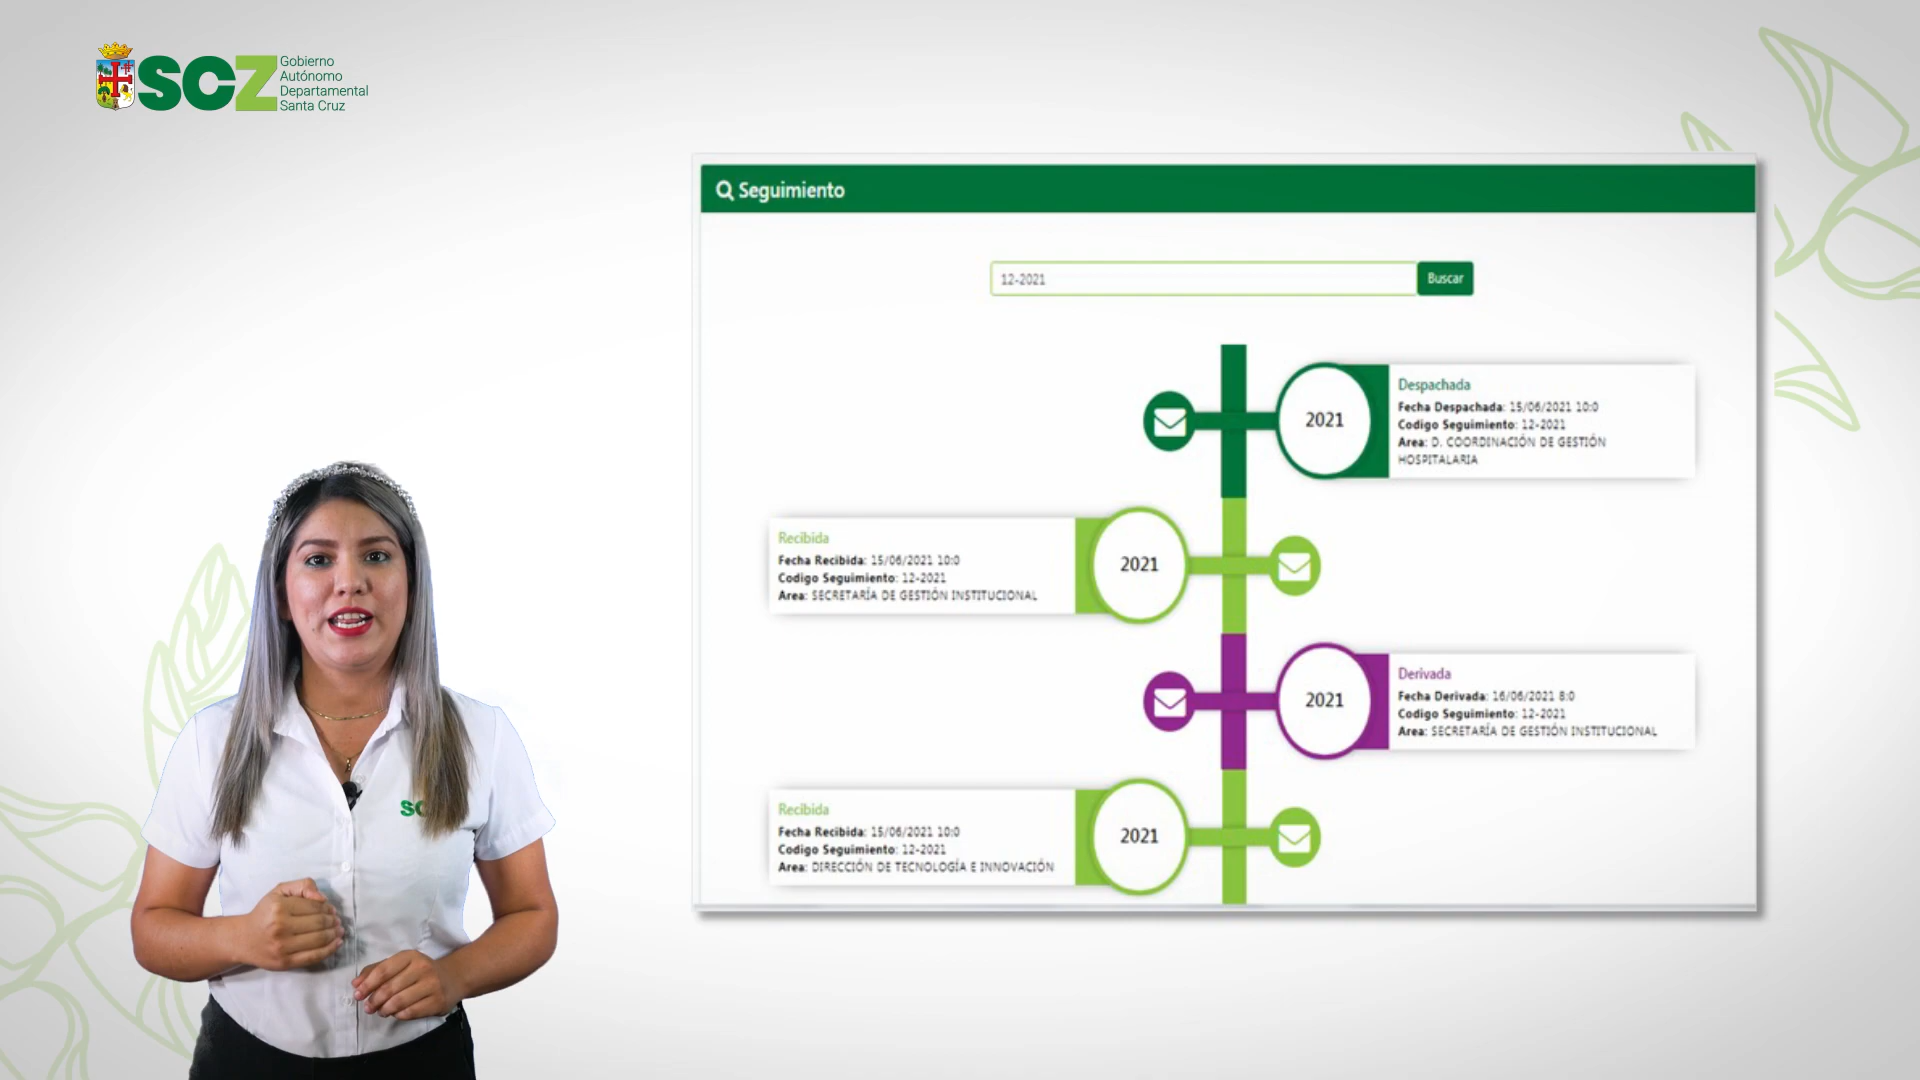 SCZ
Gobierno
Autónomo
Departamental
Santa Cruz
Seguimiento
12-2021
Buscar
2021
Despachada
Fecha Despachada: 15/06/2021 10:0
Codigo Seguimiento: 12-2021
Area: D. COORDINACIÓN DE GESTIÓN
HOSPITALARIA
Recibida
Fecha Recibida: 15/06/2021 10:0
Codigo Seguimiento: 12-2021
Area: SECRETARÍA DE GESTIÓN INSTITUCIONAL
2021
2021
Derivada
Fecha Derivada: 16/06/2021 8:0
Codigo Seguimiento: 12-2021
Area: SECRETARÍA DE GESTIÓN INSTITUCIONAL
Recibida
Fecha Recibida: 15/06/2021 10:0
Codigo Seguimiento: 12-2021
Area: DIRECCIÓN DE TECNOLOGÍA E INNOVACIÓN
2021
SC